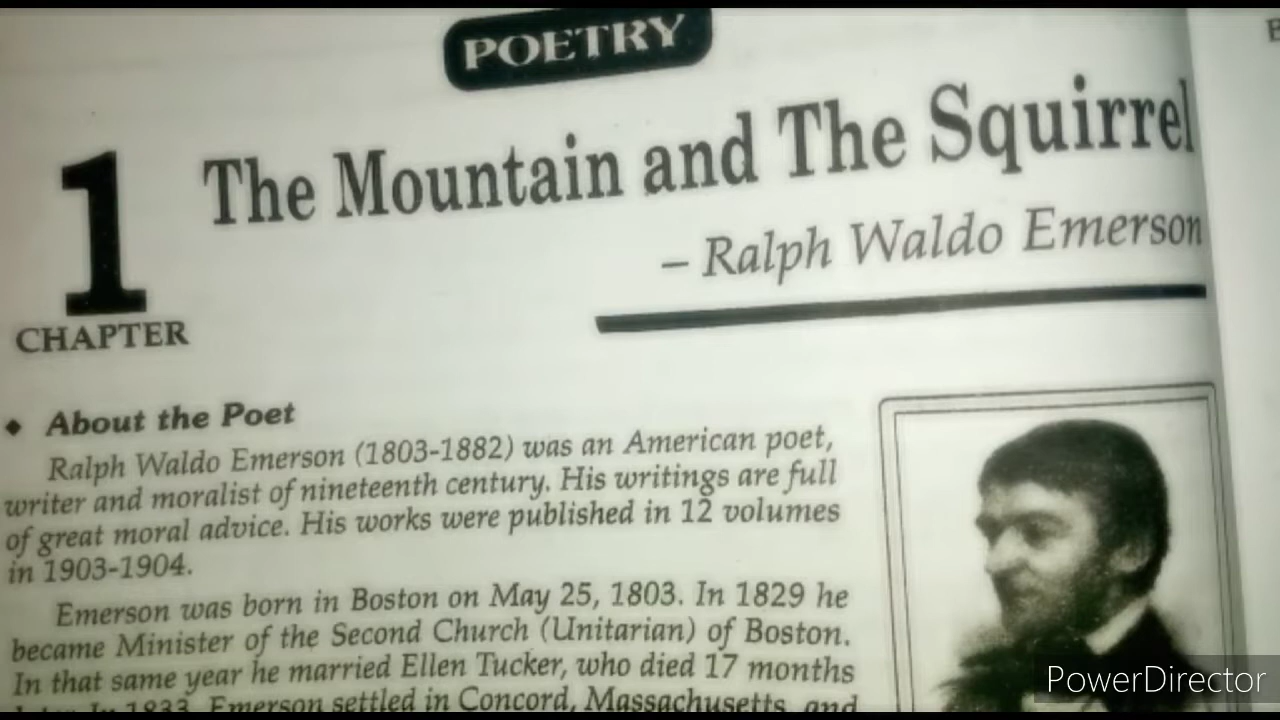 POETRY
1
CHAPTER
The Mountain and The Squirrel
– Ralph Waldo Emerson
◆ About the Poet
Ralph Waldo Emerson (1803-1882) was an American poet,
writer and moralist of nineteenth century. His writings are full
of great moral advice. His works were published in 12 volumes
in 1903-1904.
Emerson was born in Boston on May 25, 1803. In 1829 he
became Minister of the Second Church (Unitarian) of Boston.
In that same year he married Ellen Tucker, who died 17 months
later. In 1833, Emerson settled in Concord, Massachusetts, and
PowerDirector